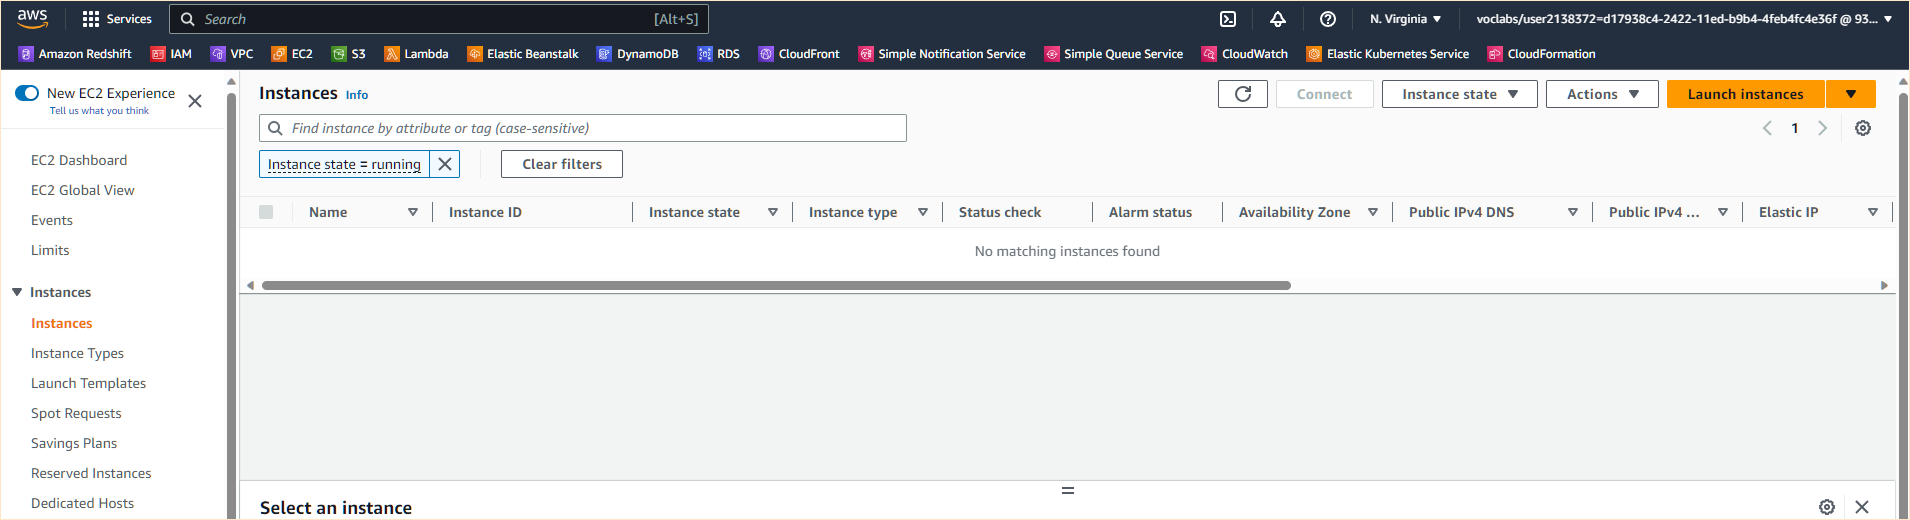 aws Services Search [Alt+S] N. Virginia voclabs/user2138372=d17938c4-2422-11ed-b9b4-4feb4fc4e36f @ 93...
Amazon Redshift IAM VPC EC2 S3 Lambda Elastic Beanstalk DynamoDB RDS CloudFront Simple Notification Service Simple Queue Service CloudWatch Elastic Kubernetes Service CloudFormation
New EC2 Experience
Tell us what you think
EC2 Dashboard
EC2 Global View
Events
Limits
Instances
Instances
Instance Types
Launch Templates
Spot Requests
Savings Plans
Reserved Instances
Dedicated Hosts
Instances Info Connect Instance state Actions Launch instances
Find instance by attribute or tag (case-sensitive) 1
Instance state = running Clear filters
Name Instance ID Instance state Instance type Status check Alarm status Availability Zone Public IPv4 DNS Public IPv4 ... Elastic IP
No matching instances found
Select an instance